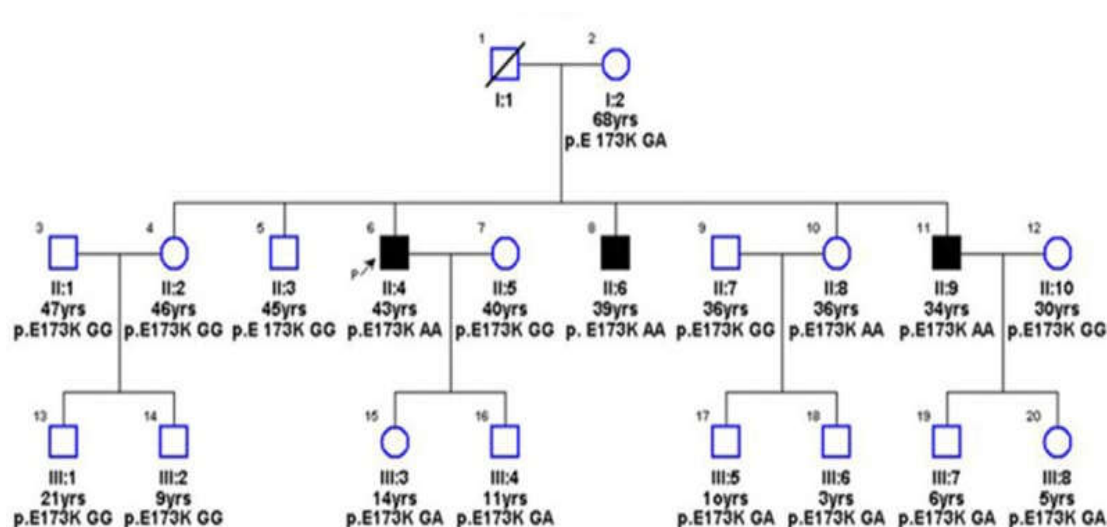 1 2
I:1 I:2
68yrs
p.E 173K GA
3 4 5 6 7 8 9 10 11 12
P
II:1 II:2 II:3 II:4 II:5 II:6 II:7 II:8 II:9 II:10
47yrs 46yrs 45yrs 43yrs 40yrs 39yrs 36yrs 36yrs 34yrs 30yrs
p.E173K GG p.E173K GG p.E 173K GG p.E173K AA p.E173K GG p. E173K AA p.E173K GG p.E173K AA p.E173K AA p.E173K GG
13 14 15 16 17 18 19 20
III:1 III:2 III:3 III:4 III:5 III:6 III:7 III:8
21yrs 9yrs 14yrs 11yrs 1oyrs 3yrs 6yrs 5yrs
p.E173K GG p.E173K GG p.E173K GA p.E173K GA p.E173K GA p.E173K GA p.E173K GA p.E173K GA